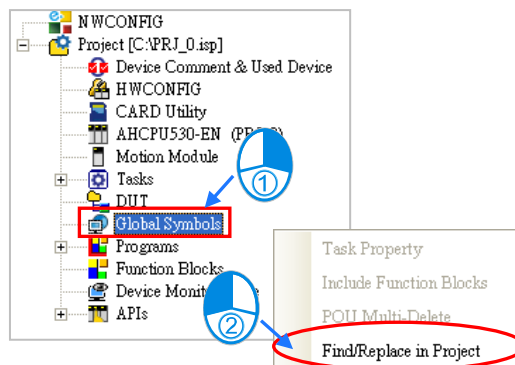 NWCONFIG
Project [C:\PRJ_0.isp]
Device Comment & Used Device
HWCONFIG
CARD Utility
AHCPU530-EN
Motion Module
①
Tasks
DUT
Global Symbols
Programs
Task Property
Function Blocks
Include Function Blocks
Device
②
POU Multi-Delete
APIs
Find/Replace in Project